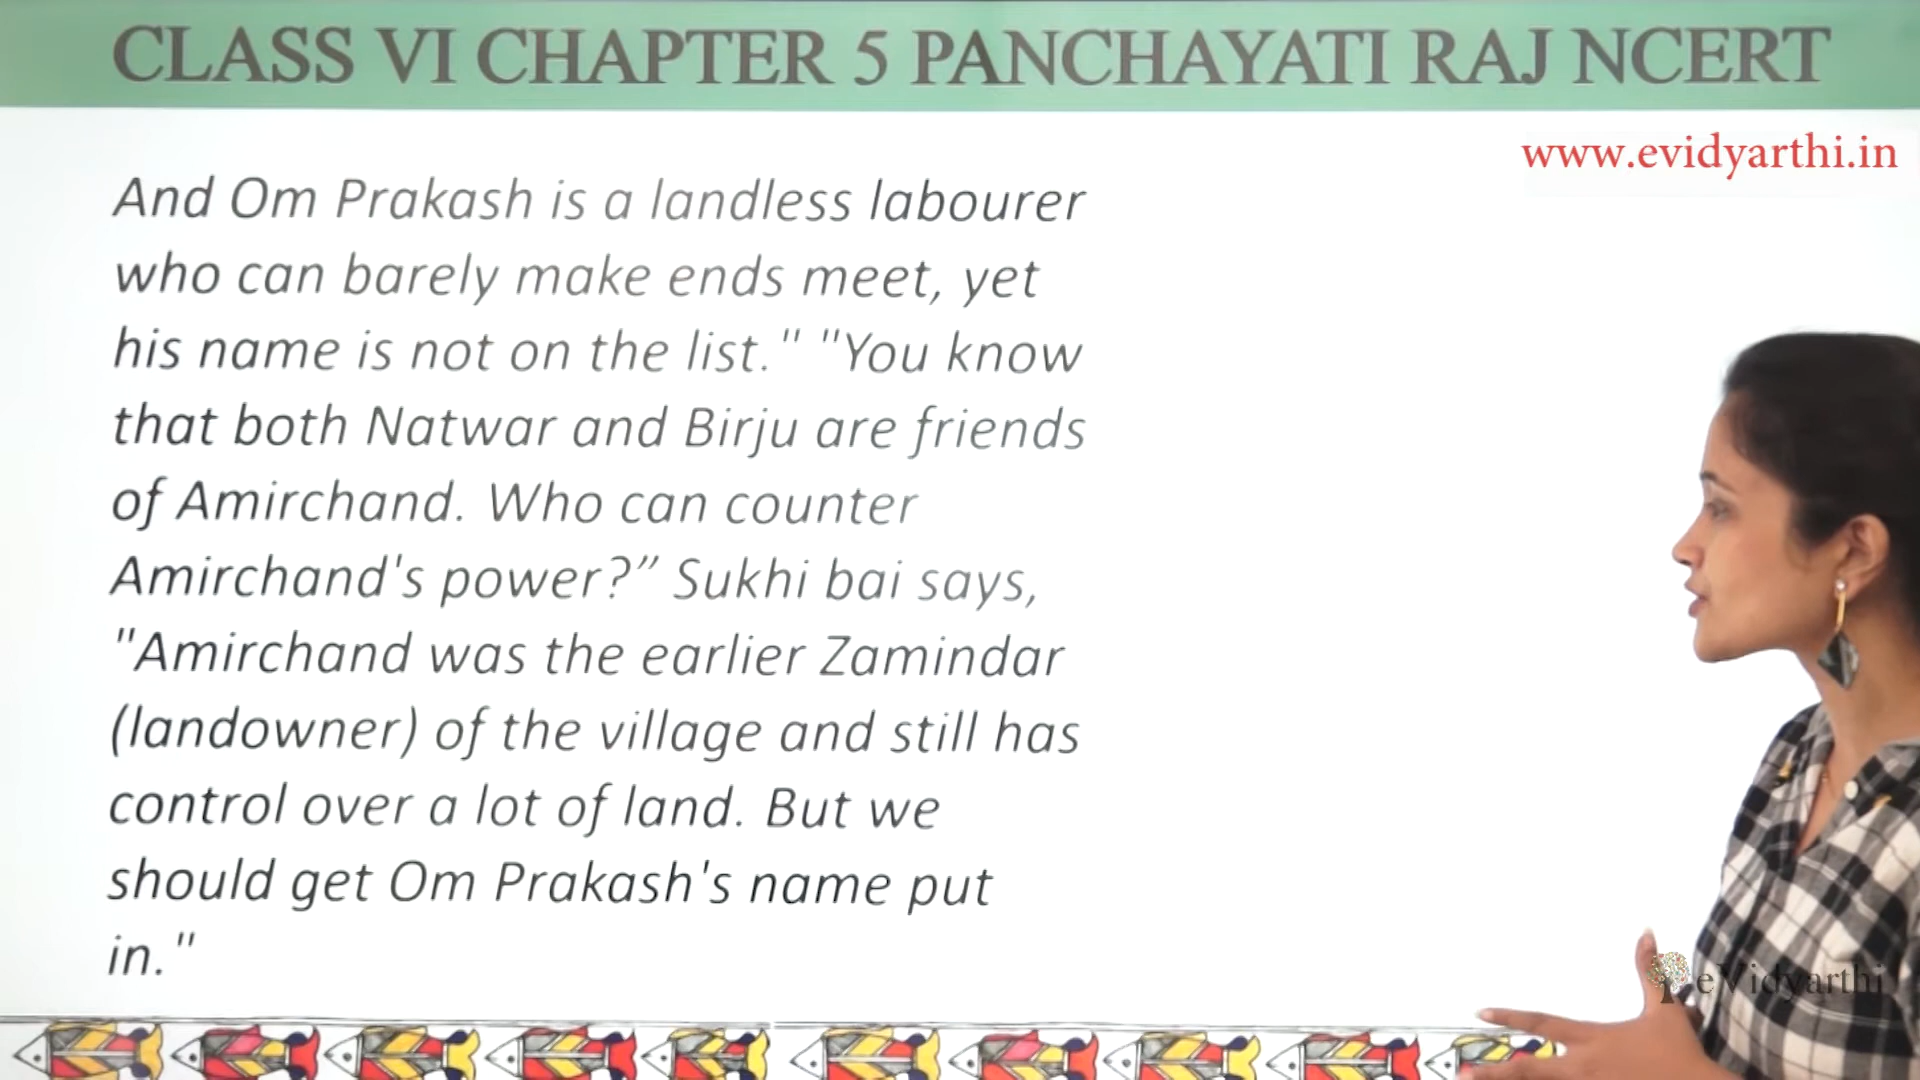 CLASS VI CHAPTER 5 PANCHAYATI RAJ NCERT
www.evidyarthi.in
And Om Prakash is a landless labourer
who can barely make ends meet, yet
his name is not on the list." "You know
that both Natwar and Birju are friends
of Amirchand. Who can counter
Amirchand's power?” Sukhi bai says,
"Amirchand was the earlier Zamindar
(landowner) of the village and still has
control over a lot of land. But we
should get Om Prakash's name put
in."
eVidyarthi